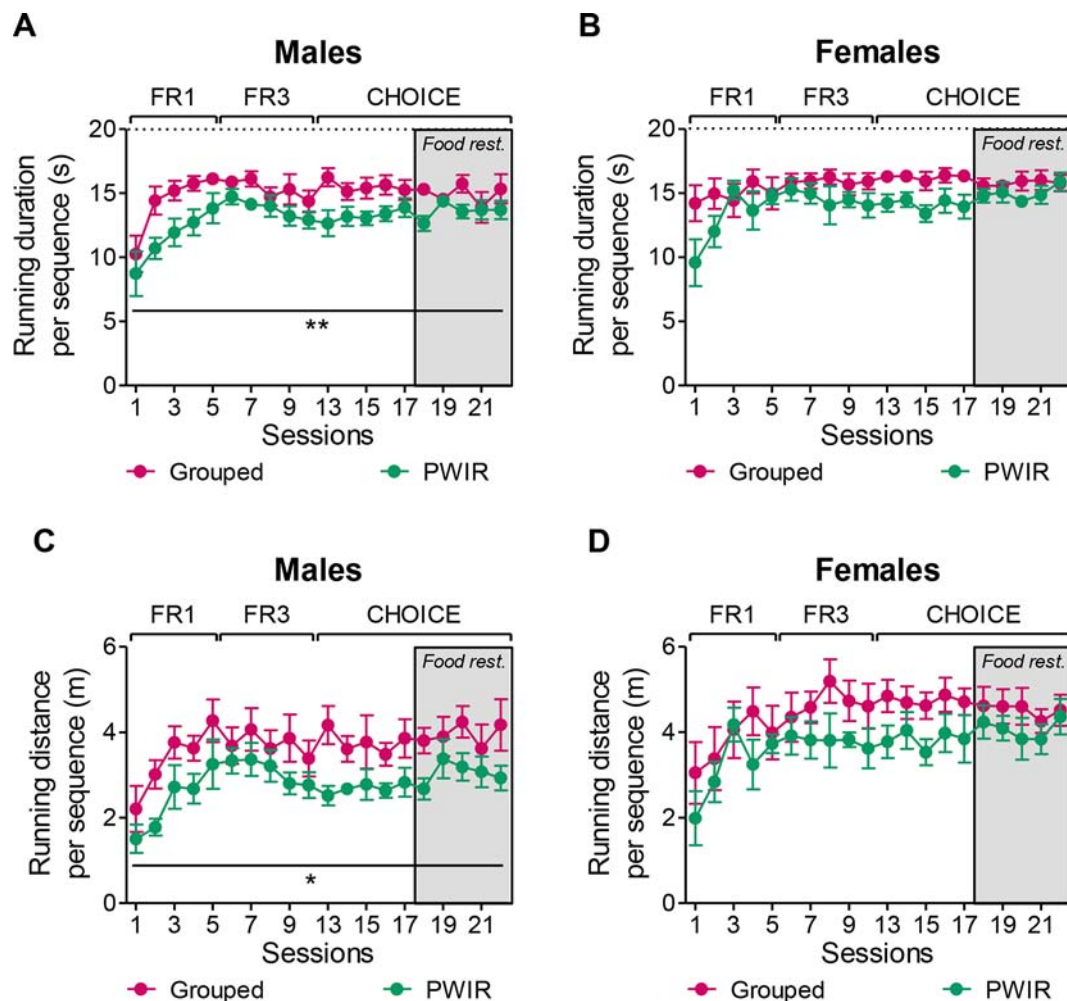 A
Males
FR1 FR3 CHOICE
Food rest.
Running duration
per sequence (s)
20
15
10
5
0
**
1 3 5 7 9 13 15 17 19 21
Sessions
Grouped PWIR
B
Females
FR1 FR3 CHOICE
Food rest.
Running duration
per sequence (s)
20
15
10
5
0
1 3 5 7 9 13 15 17 19 21
Sessions
Grouped PWIR
C
Males
FR1 FR3 CHOICE
Food rest.
Running distance
per sequence (m)
6
4
2
0
*
1 3 5 7 9 13 15 17 19 21
Sessions
Grouped PWIR
D
Females
FR1 FR3 CHOICE
Food rest.
Running distance
per sequence (m)
6
4
2
0
1 3 5 7 9 13 15 17 19 21
Sessions
Grouped PWIR